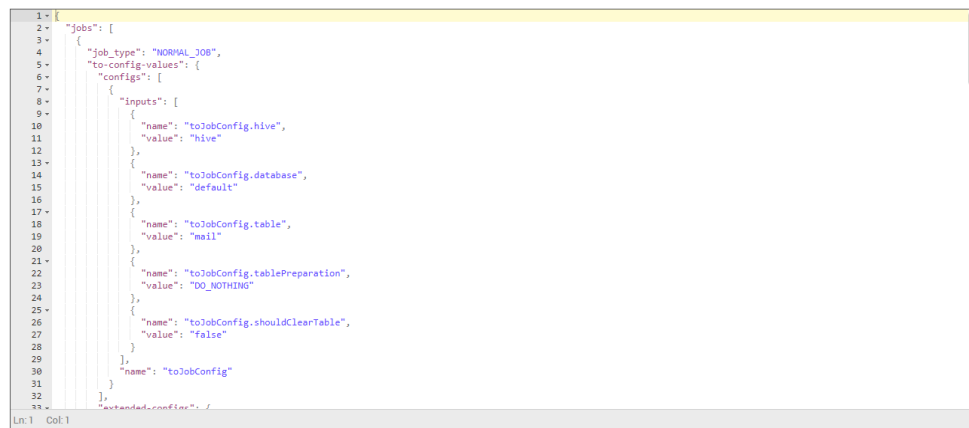 1 {
2 "jobs": [
3 {
4 "job_type": "NORMAL_JOB",
5 "to-config-values": {
6 "configs": [
7 {
8 "inputs": [
9 {
10 "name": "toJobConfig.hive",
11 "value": "hive"
12 },
13 {
14 "name": "toJobConfig.database",
15 "value": "default"
16 },
17 {
18 "name": "toJobConfig.table",
19 "value": "mail"
20 },
21 {
22 "name": "toJobConfig.tablePreparation",
23 "value": "DO_NOTHING"
24 },
25 {
26 "name": "toJobConfig.shouldClearTable",
27 "value": "false"
28 }
29 ],
30 "name": "toJobConfig"
31 }
32 ],
33 "extended-configs": {
Ln: 1 Col: 1